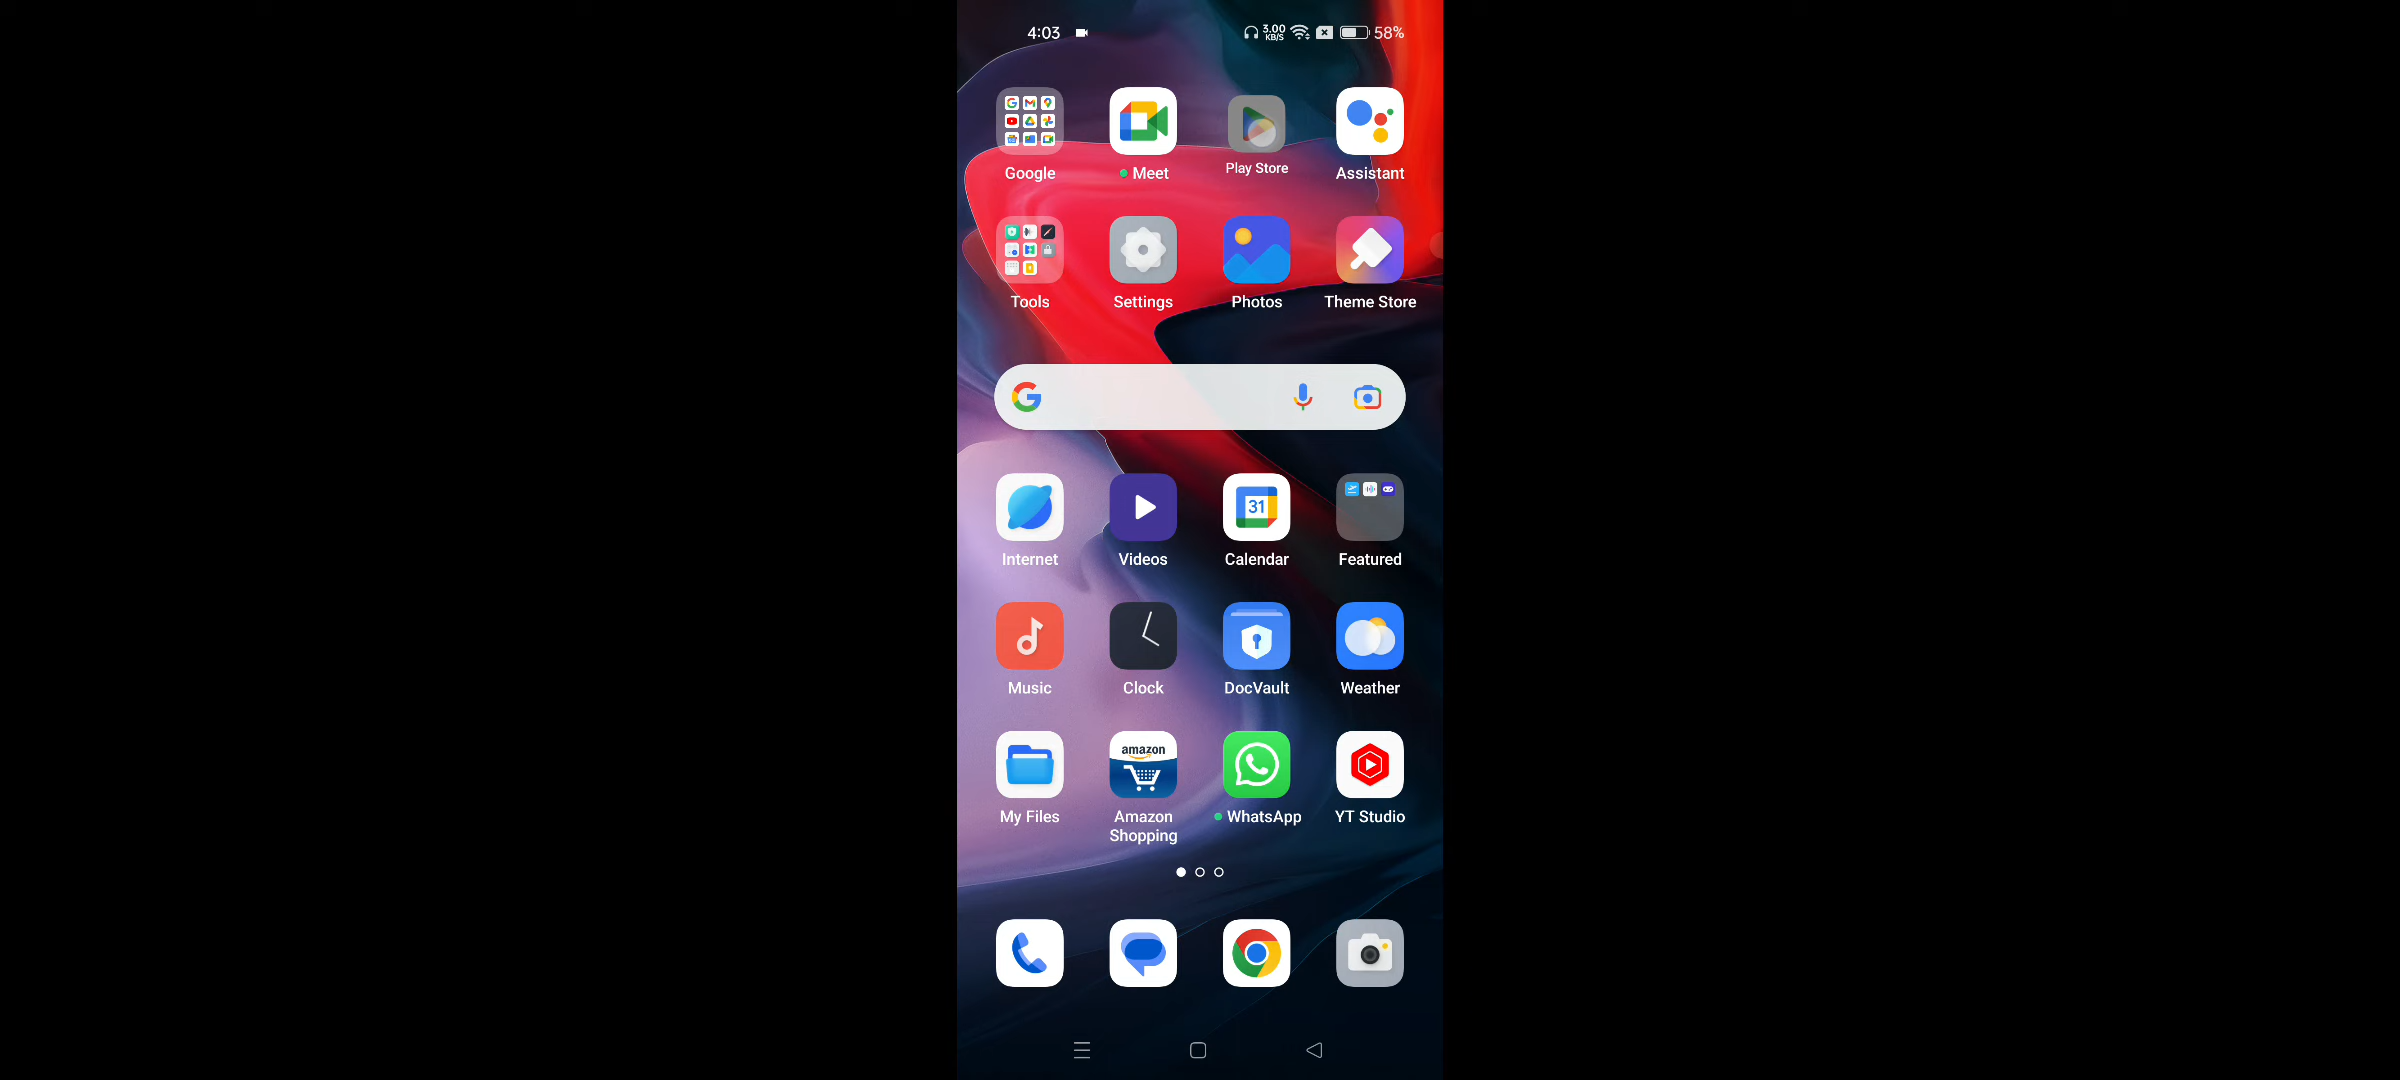 4:03 3.00 KB/S 58%
Google Meet Play Store Assistant
Tools Settings Photos Theme Store
31
Internet Videos Calendar Featured
Music Clock DocVault Weather
amazon
My Files Amazon Shopping WhatsApp YT Studio